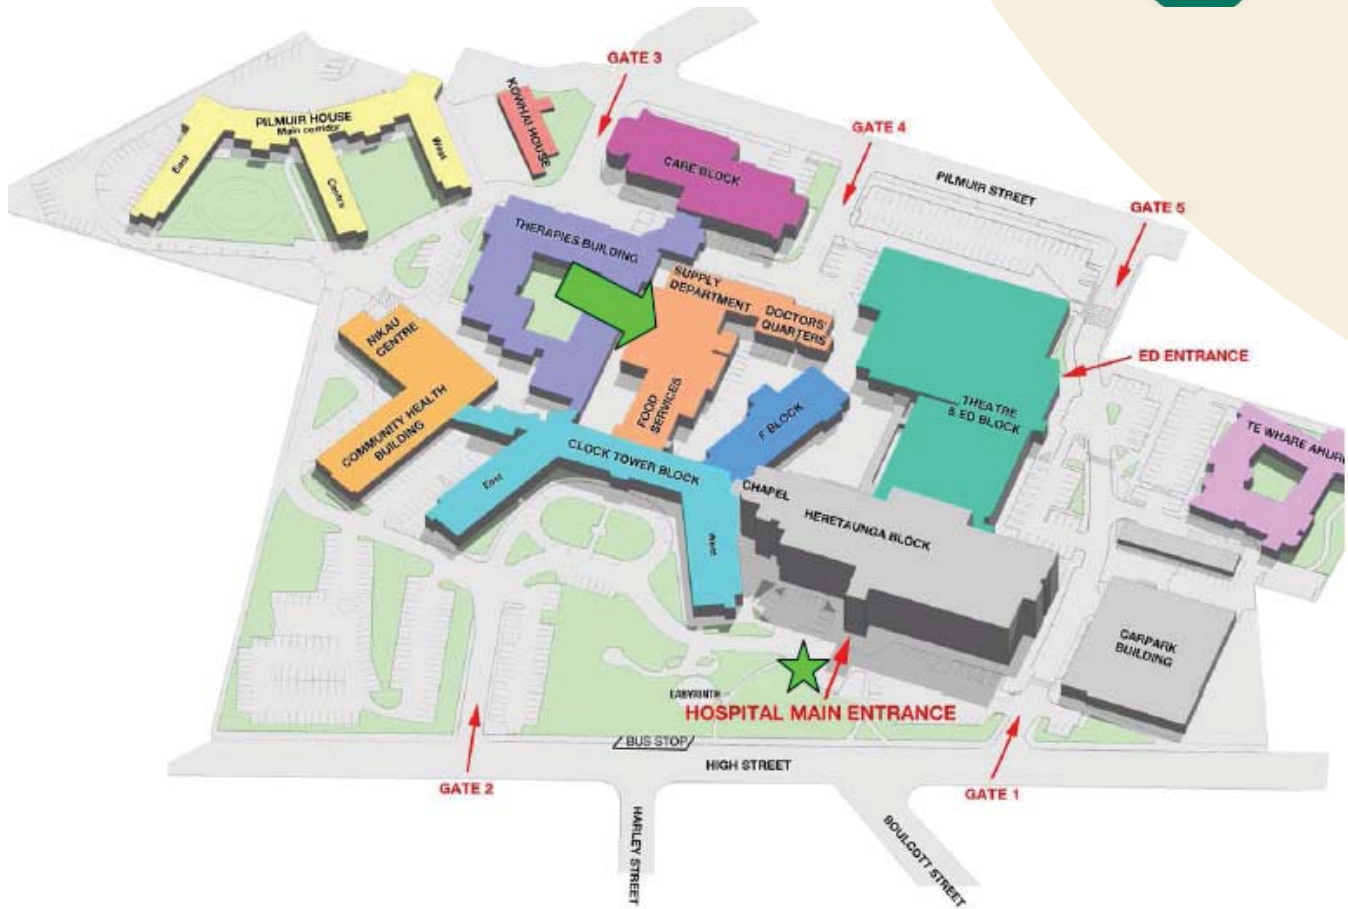 GATE 3
KOWHAI HOUSE
PILMUIR HOUSE
Main corridor
East
Centre
West
GATE 4
CARE BLOCK
PILMUIR STREET
GATE 5
THERAPIES BUILDING
SUPPLY
DEPARTMENT
DOCTORS'
QUARTERS
NIKAU
CENTRE
ED ENTRANCE
COMMUNITY HEALTH
BUILDING
FOOD
SERVICES
F BLOCK
THEATRE
& ED BLOCK
TE WHARE AHURU
CLOCK TOWER BLOCK
East
West
CHAPEL
HERETAUNGA BLOCK
CARPARK
BUILDING
LABYRINTH
HOSPITAL MAIN ENTRANCE
BUS STOP
HIGH STREET
GATE 2
GATE 1
HARLEY STREET
BOULCOTT STREET